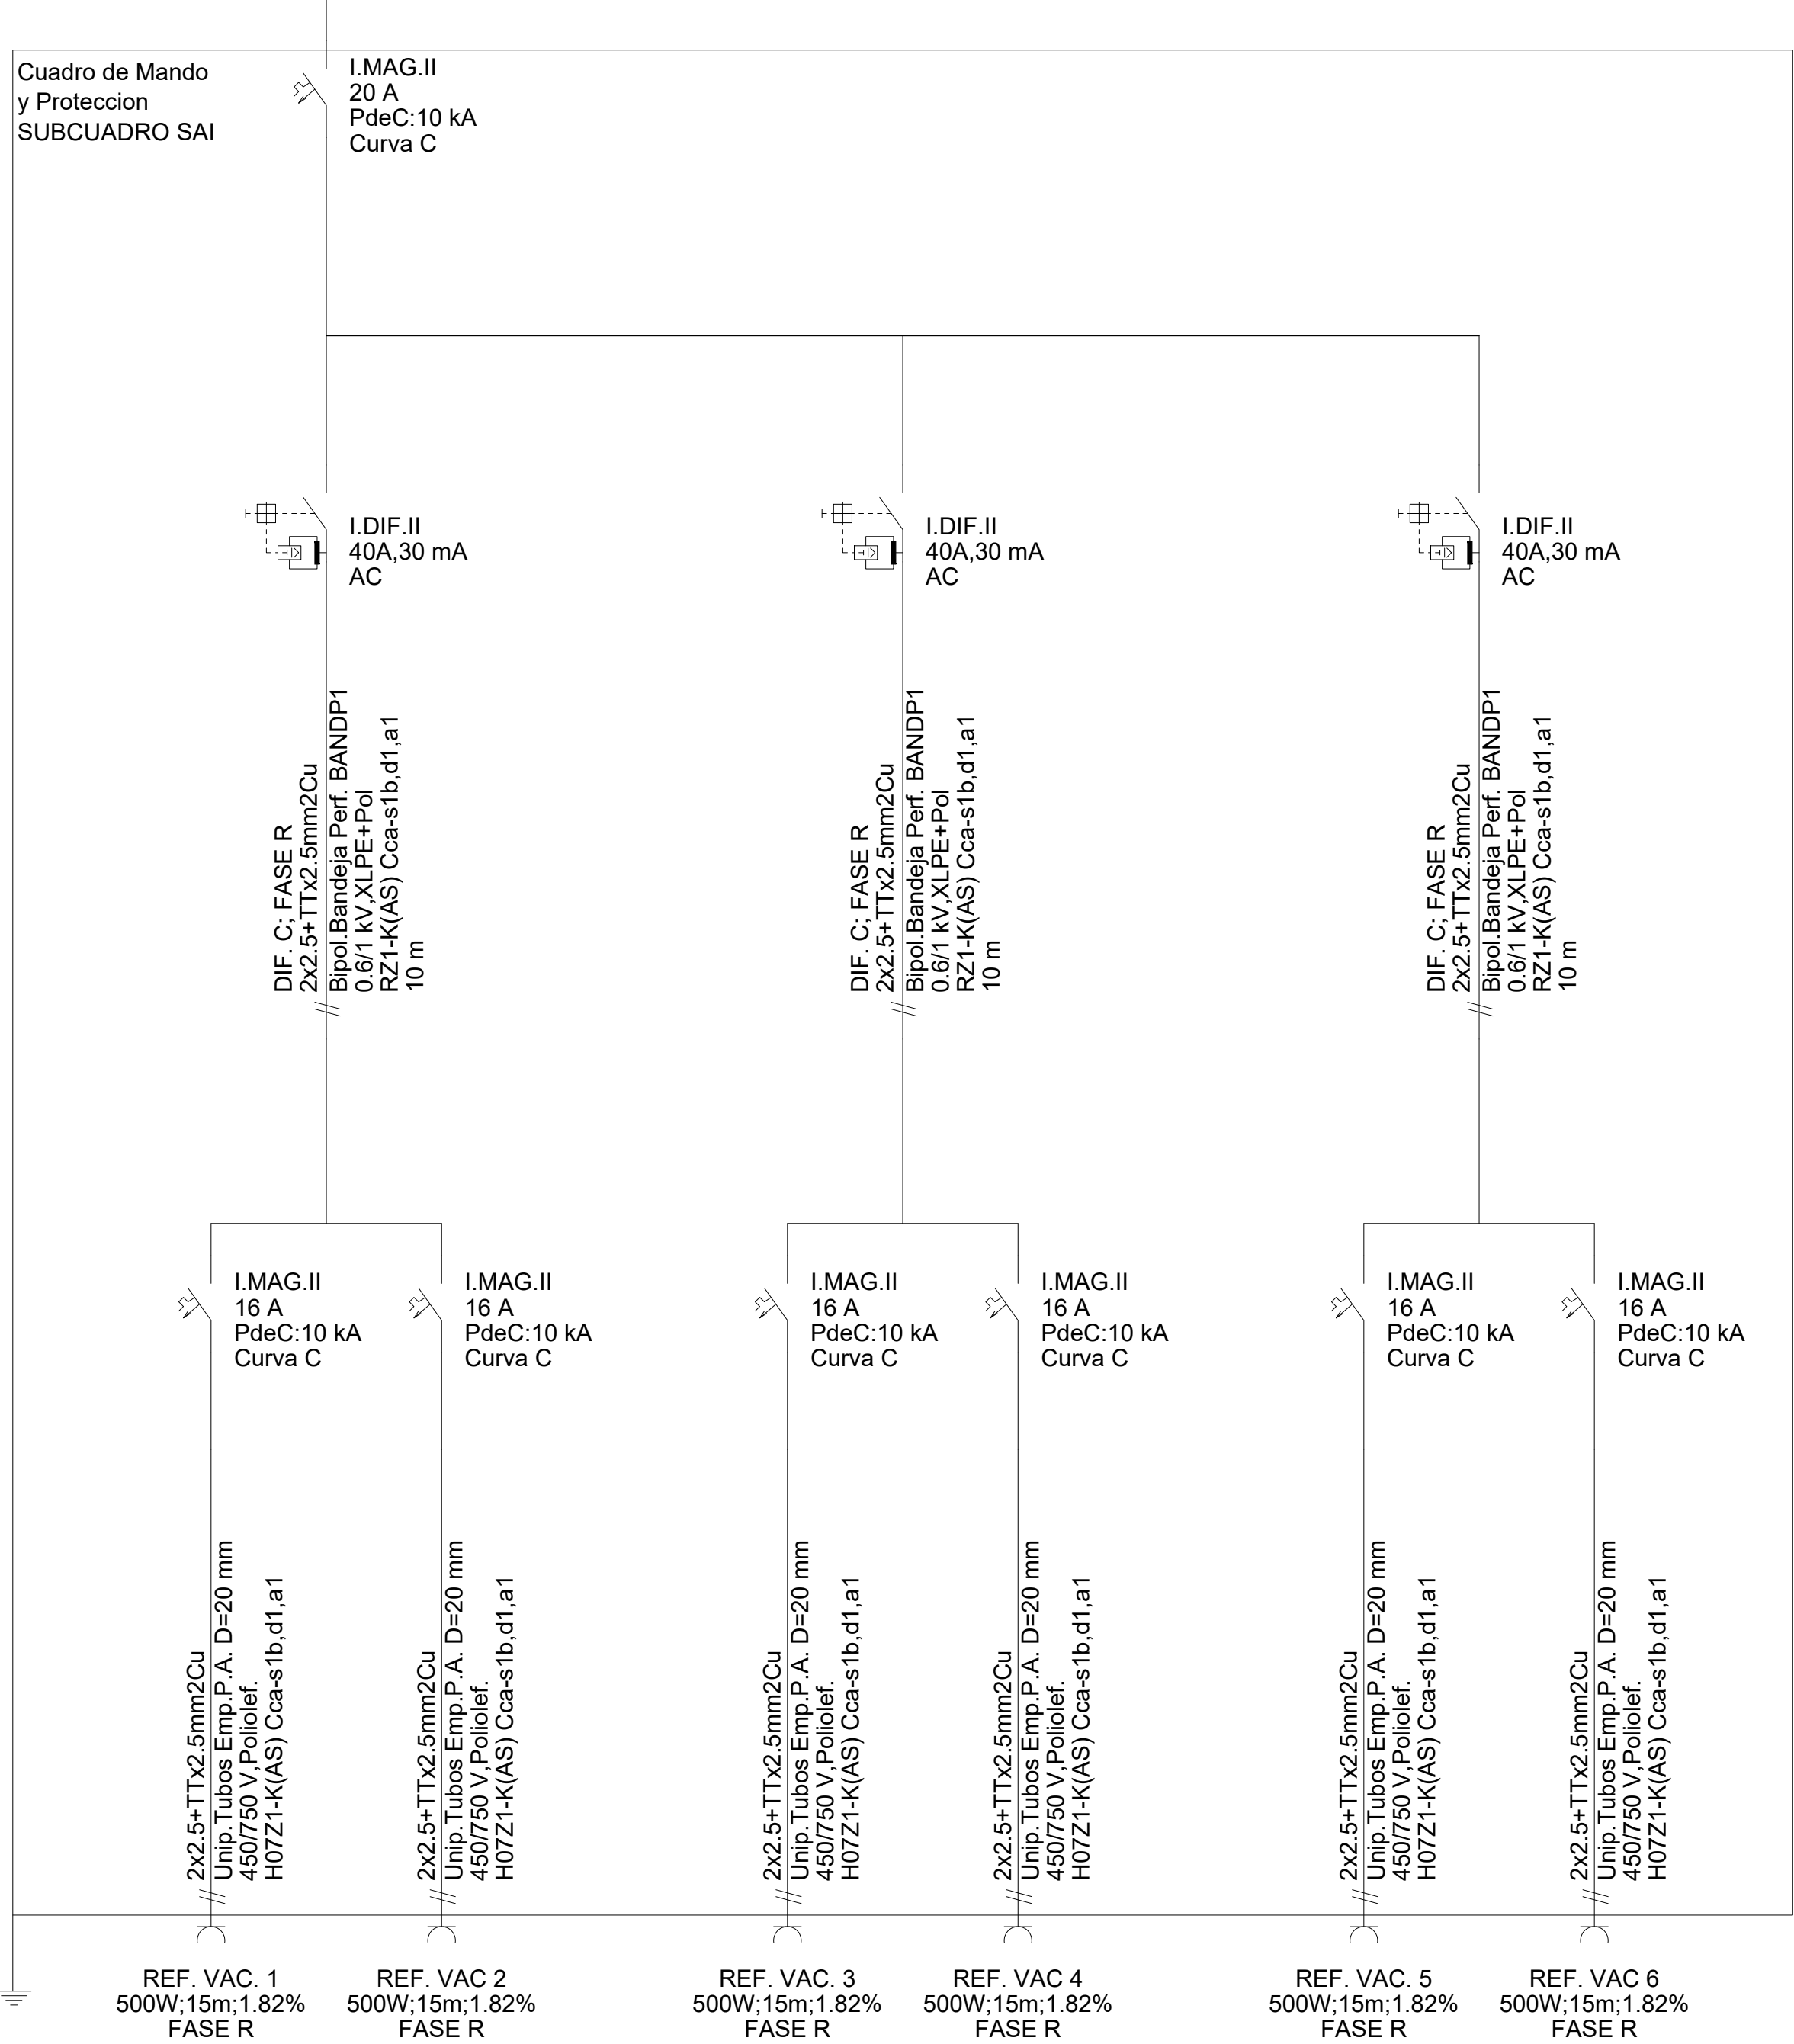 Cuadro de Mando
y Proteccion
SUBCUADRO SAI
I.MAG.II
20 A
PdeC:10 kA
Curva C
I.DIF.II
40A,30 mA
AC
I.DIF.II
40A,30 mA
AC
I.DIF.II
40A,30 mA
AC
DIF. C; FASE R
2x2.5+TTx2.5mm2Cu
Bipol.Bandeja Perf. BANDP1
0.6/1 kV,XLPE+Pol
RZ1-K(AS) Cca-s1b,d1,a1
10 m
DIF. C; FASE R
2x2.5+TTx2.5mm2Cu
Bipol.Bandeja Perf. BANDP1
0.6/1 kV,XLPE+Pol
RZ1-K(AS) Cca-s1b,d1,a1
10 m
DIF. C; FASE R
2x2.5+TTx2.5mm2Cu
Bipol.Bandeja Perf. BANDP1
0.6/1 kV,XLPE+Pol
RZ1-K(AS) Cca-s1b,d1,a1
10 m
I.MAG.II
16 A
PdeC:10 kA
Curva C
I.MAG.II
16 A
PdeC:10 kA
Curva C
I.MAG.II
16 A
PdeC:10 kA
Curva C
I.MAG.II
16 A
PdeC:10 kA
Curva C
I.MAG.II
16 A
PdeC:10 kA
Curva C
I.MAG.II
16 A
PdeC:10 kA
Curva C
2x2.5+TTx2.5mm2Cu
Unip.Tubos Emp.P.A. D=20 mm
450/750 V,Poliolef.
H07Z1-K(AS) Cca-s1b,d1,a1
2x2.5+TTx2.5mm2Cu
Unip.Tubos Emp.P.A. D=20 mm
450/750 V,Poliolef.
H07Z1-K(AS) Cca-s1b,d1,a1
2x2.5+TTx2.5mm2Cu
Unip.Tubos Emp.P.A. D=20 mm
450/750 V,Poliolef.
H07Z1-K(AS) Cca-s1b,d1,a1
2x2.5+TTx2.5mm2Cu
Unip.Tubos Emp.P.A. D=20 mm
450/750 V,Poliolef.
H07Z1-K(AS) Cca-s1b,d1,a1
2x2.5+TTx2.5mm2Cu
Unip.Tubos Emp.P.A. D=20 mm
450/750 V,Poliolef.
H07Z1-K(AS) Cca-s1b,d1,a1
2x2.5+TTx2.5mm2Cu
Unip.Tubos Emp.P.A. D=20 mm
450/750 V,Poliolef.
H07Z1-K(AS) Cca-s1b,d1,a1
REF. VAC. 1
500W;15m;1.82%
FASE R
REF. VAC 2
500W;15m;1.82%
FASE R
REF. VAC. 3
500W;15m;1.82%
FASE R
REF. VAC 4
500W;15m;1.82%
FASE R
REF. VAC. 5
500W;15m;1.82%
FASE R
REF. VAC 6
500W;15m;1.82%
FASE R